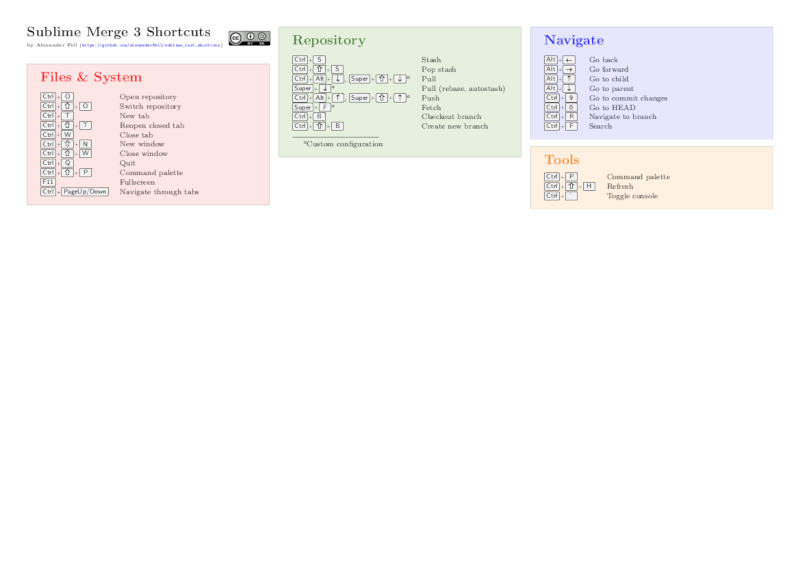 Sublime Merge 3 Shortcuts
by Alexander Fell (https://github.com/alexanderfell/sublime_text_shortcuts)
cc BY SA
Files & System
Ctrl + O Open repository
Ctrl + ⇧ + O Switch repository
Ctrl + T New tab
Ctrl + ⇧ + T Reopen closed tab
Ctrl + W Close tab
Ctrl + ⇧ + N New window
Ctrl + ⇧ + W Close window
Ctrl + Q Quit
Ctrl + ⇧ + P Command palette
F11 Fullscreen
Ctrl + PageUp/Down Navigate through tabs
Repository
Ctrl + S Stash
Ctrl + ⇧ + S Pop stash
Ctrl + Alt + ↓, Super + ⇧ + ↓ a Pull
Super + ↓ a Pull (rebase, autostash)
Ctrl + Alt + ↑, Super + ⇧ + ↑ a Push
Super + F a Fetch
Ctrl + B Checkout branch
Ctrl + ⇧ + B Create new branch
a Custom configuration
Navigate
Alt + ← Go back
Alt + → Go forward
Alt + ↑ Go to child
Alt + ↓ Go to parent
Ctrl + 9 Go to commit changes
Ctrl + 0 Go to HEAD
Ctrl + R Navigate to branch
Ctrl + F Search
Tools
Ctrl + P Command palette
Ctrl + ⇧ + H Refresh
Ctrl + Toggle console